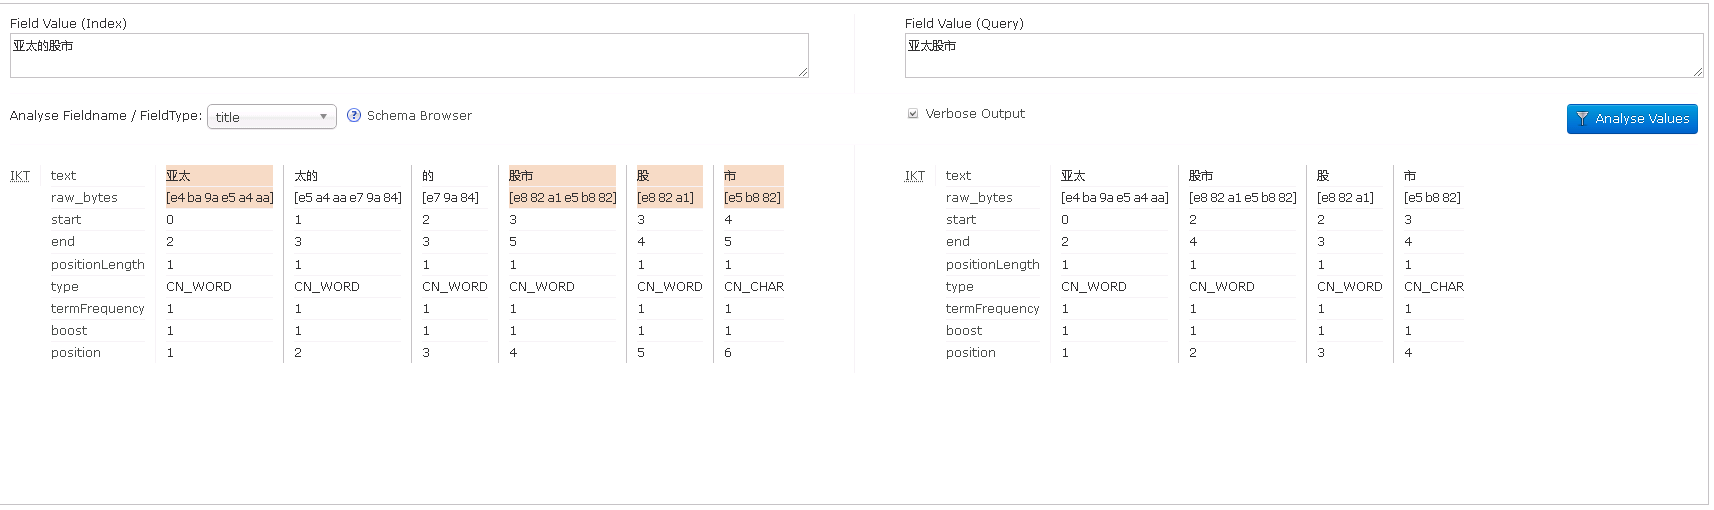 Field Value (Index)
亚太的股市
Field Value (Query)
亚太股市
Analyse Fieldname / FieldType: title ? Schema Browser
Verbose Output
Analyse Values
IKT text 亚太 太的 的 股市 股 市
raw_bytes [e4 ba 9a e5 a4 aa] [e5 a4 aa e7 9a 84] [e7 9a 84] [e8 82 a1 e5 b8 82] [e8 82 a1] [e5 b8 82]
start 0 1 2 3 3 4
end 2 3 3 5 4 5
positionLength 1 1 1 1 1 1
type CN_WORD CN_WORD CN_WORD CN_WORD CN_WORD CN_CHAR
termFrequency 1 1 1 1 1 1
boost 1 1 1 1 1 1
position 1 2 3 4 5 6
IKT text 亚太 股市 股 市
raw_bytes [e4 ba 9a e5 a4 aa] [e8 82 a1 e5 b8 82] [e8 82 a1] [e5 b8 82]
start 0 2 2 3
end 2 4 3 4
positionLength 1 1 1 1
type CN_WORD CN_WORD CN_WORD CN_CHAR
termFrequency 1 1 1 1
boost 1 1 1 1
position 1 2 3 4